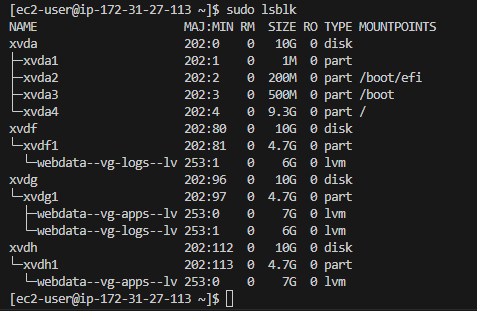 [ec2-user@ip-172-31-27-113 ~]$ sudo lsblk
NAME                      MAJ:MIN RM  SIZE RO TYPE MOUNTPOINTS
xvda                      202:0    0   10G  0 disk
├─xvda1                   202:1    0    1M  0 part
├─xvda2                   202:2    0  200M  0 part /boot/efi
├─xvda3                   202:3    0  500M  0 part /boot
└─xvda4                   202:4    0  9.3G  0 part /
xvdf                      202:80   0   10G  0 disk
└─xvdf1                   202:81   0  4.7G  0 part
  └─webdata--vg-logs--lv 253:1    0    6G  0 lvm
xvdg                      202:96   0   10G  0 disk
└─xvdg1                   202:97   0  4.7G  0 part
  ├─webdata--vg-apps--lv 253:0    0    7G  0 lvm
  └─webdata--vg-logs--lv 253:1    0    6G  0 lvm
xvdh                      202:112  0   10G  0 disk
└─xvdh1                   202:113  0  4.7G  0 part
  └─webdata--vg-apps--lv 253:0    0    7G  0 lvm
[ec2-user@ip-172-31-27-113 ~]$